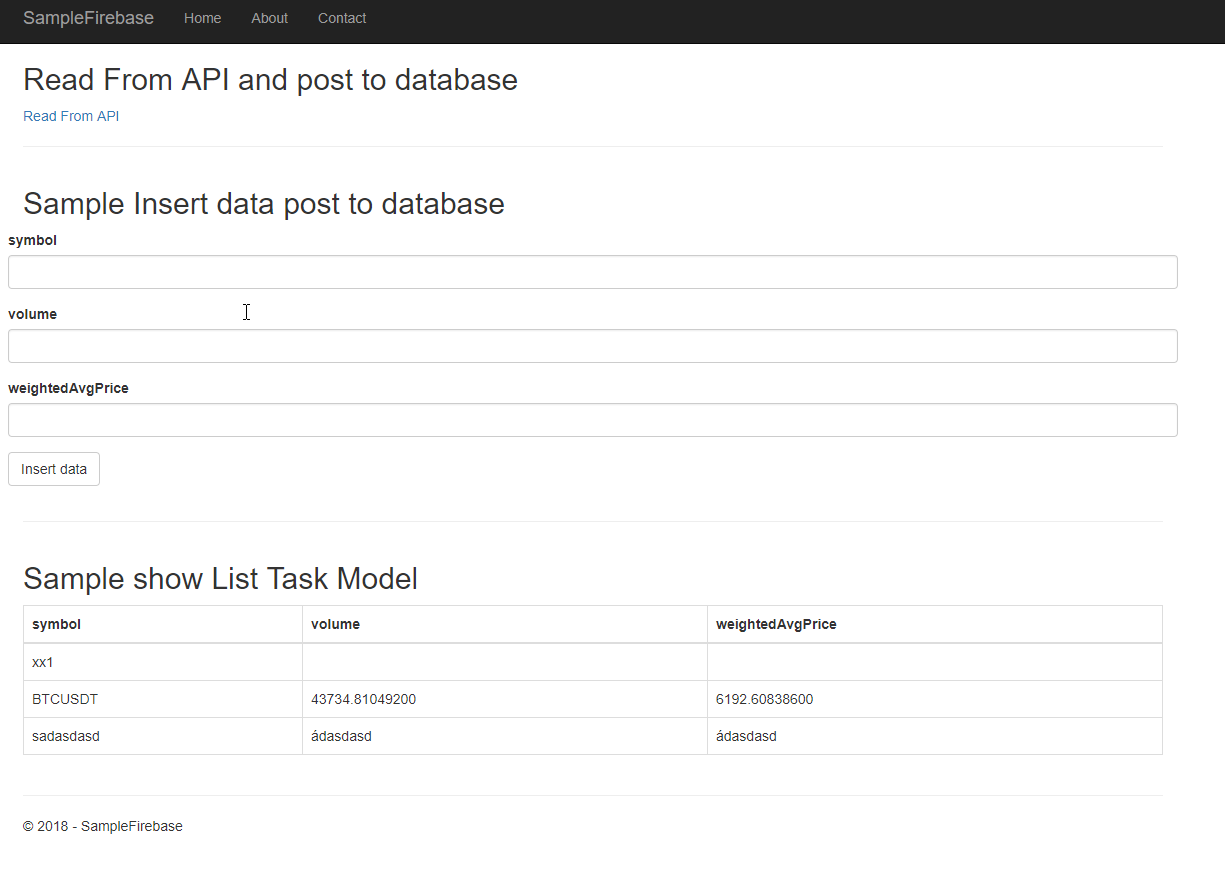 SampleFirebase Home About Contact
Read From API and post to database
Read From API
Sample Insert data post to database
symbol
volume
weightedAvgPrice
Insert data
Sample show List Task Model
symbol volume weightedAvgPrice
xx1
BTCUSDT 43734.81049200 6192.60838600
sadasdasd ádasdasd ádasdasd
© 2018 - SampleFirebase